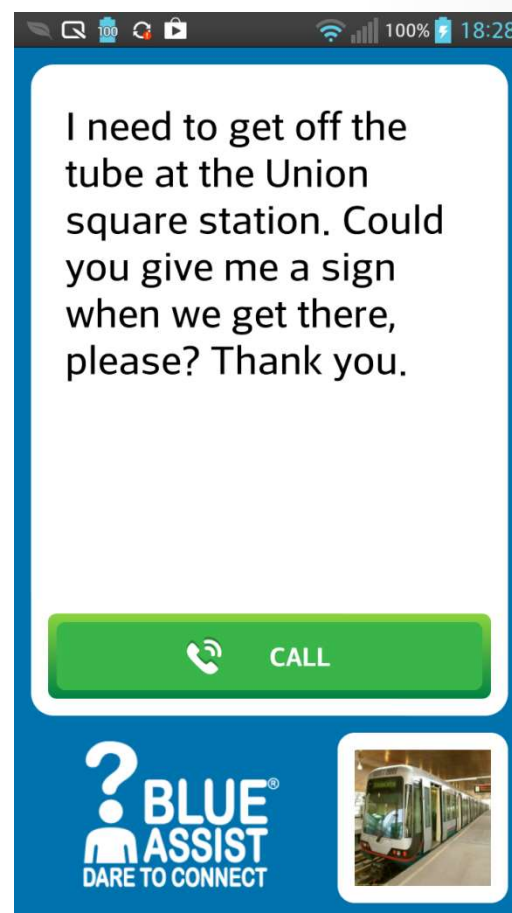 100
100%
18:28
I need to get off the
tube at the Union
square station. Could
you give me a sign
when we get there,
please? Thank you.
CALL
?
BLUE®
ASSIST
DARE TO CONNECT